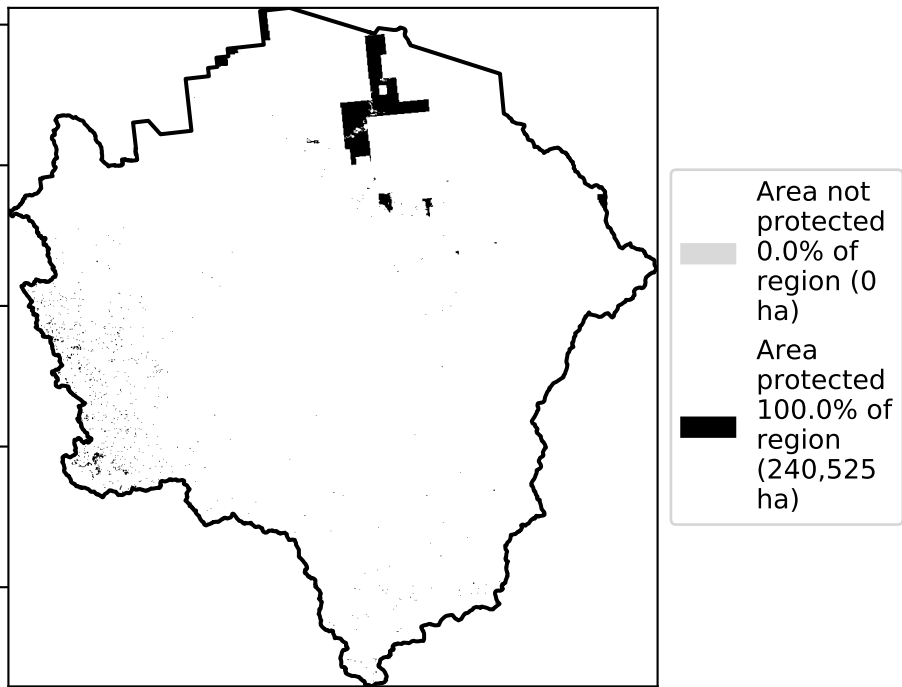 Area not
protected
0.0% of
region (0
ha)
Area
protected
100.0% of
region
(240,525
ha)